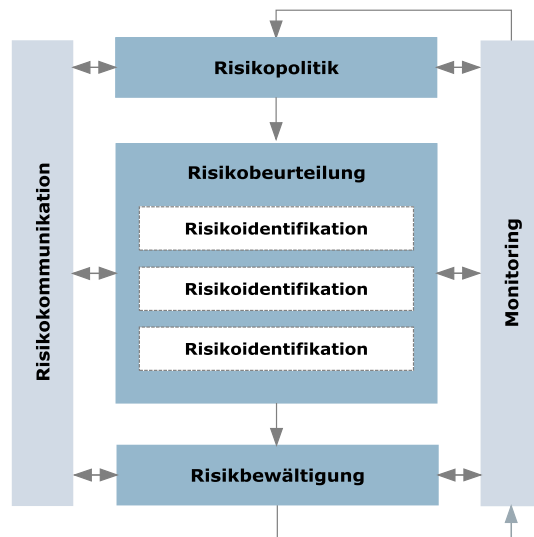 Risikopolitik
Risikokommunikation
Risikobeurteilung
Risikoidentifikation
Risikoidentifikation
Risikoidentifikation
Monitoring
Risikbewältigung